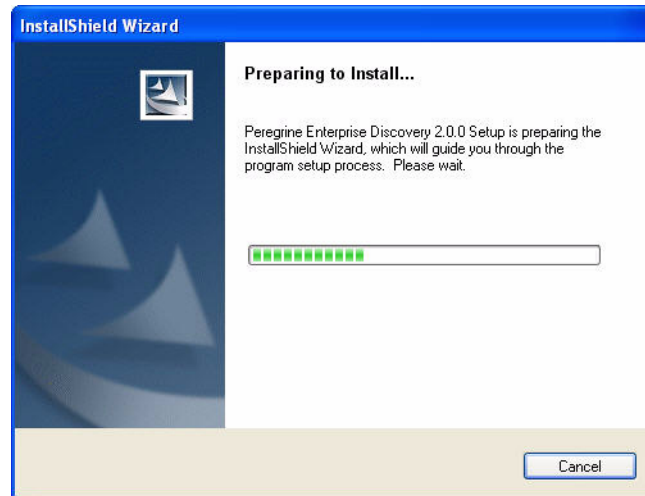 InstallShield Wizard
Preparing to Install...
Peregrine Enterprise Discovery 2.0.0 Setup is preparing the
InstallShield Wizard, which will guide you through the
program setup process.  Please wait.
Cancel